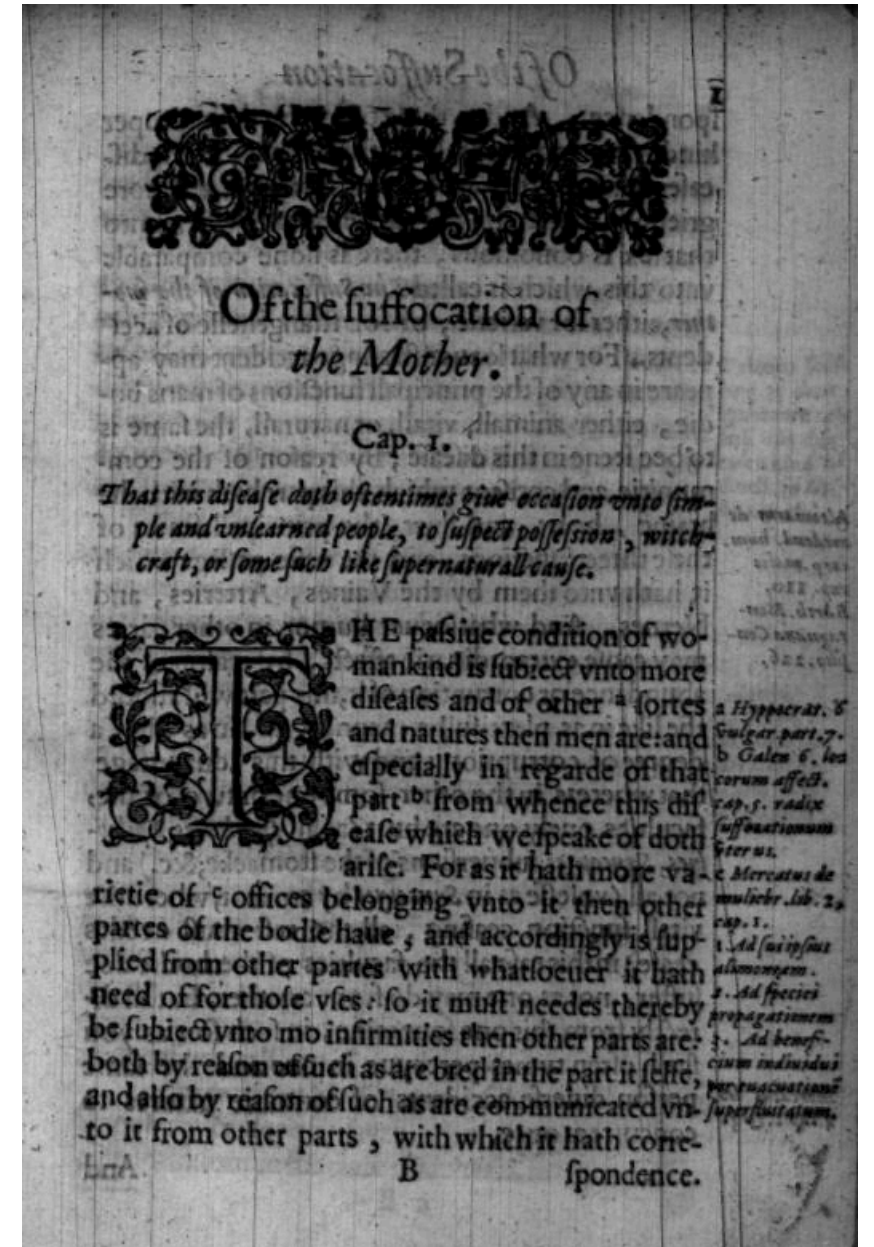 1
Of the ſuffocation of
the Mother.
Cap. 1.
That this diſeaſe doth oftentimes giue occaſion vnto ſim-
ple and vnlearned people, to ſuſpect poſſeſsion, witch-
craft, or ſome ſuch like ſupernaturall cauſe.
THE paſsiue condition of wo-
mankind is ſubiect vnto more
diſeaſes and of other a ſortes
and natures then men are: and
eſpecially in regarde of that
part b from whence this diſ
eaſe which we ſpeake of doth
ariſe. For as it hath more va-
rietie of c offices belonging vnto it then other
partes of the bodie haue, and accordingly is ſup-
plied from other partes with whatſoeuer it hath
need of for thoſe vſes: ſo it muſt needes thereby
be ſubiect vnto mo infirmities then other parts are:
both by reaſon of ſuch as are bred in the part it ſelfe,
and alſo by reaſon of ſuch as are communicated vn-
to it from other parts, with which it hath corre-
B ſpondence.
a Hyppocrat. 6
vulgar part. 7.
b Galen 6. loc
corum affect.
cap. 5. radix
ſuffocationum
vterus.
c Mercatus de
muliebr. lib. 2,
cap. 1.
1. Ad ſui ipſius
alimoniam.
2. Ad ſpeciei
propagationem
3. Ad benefi-
cium indiuidui
per euacuationē
ſuperfluitatum.